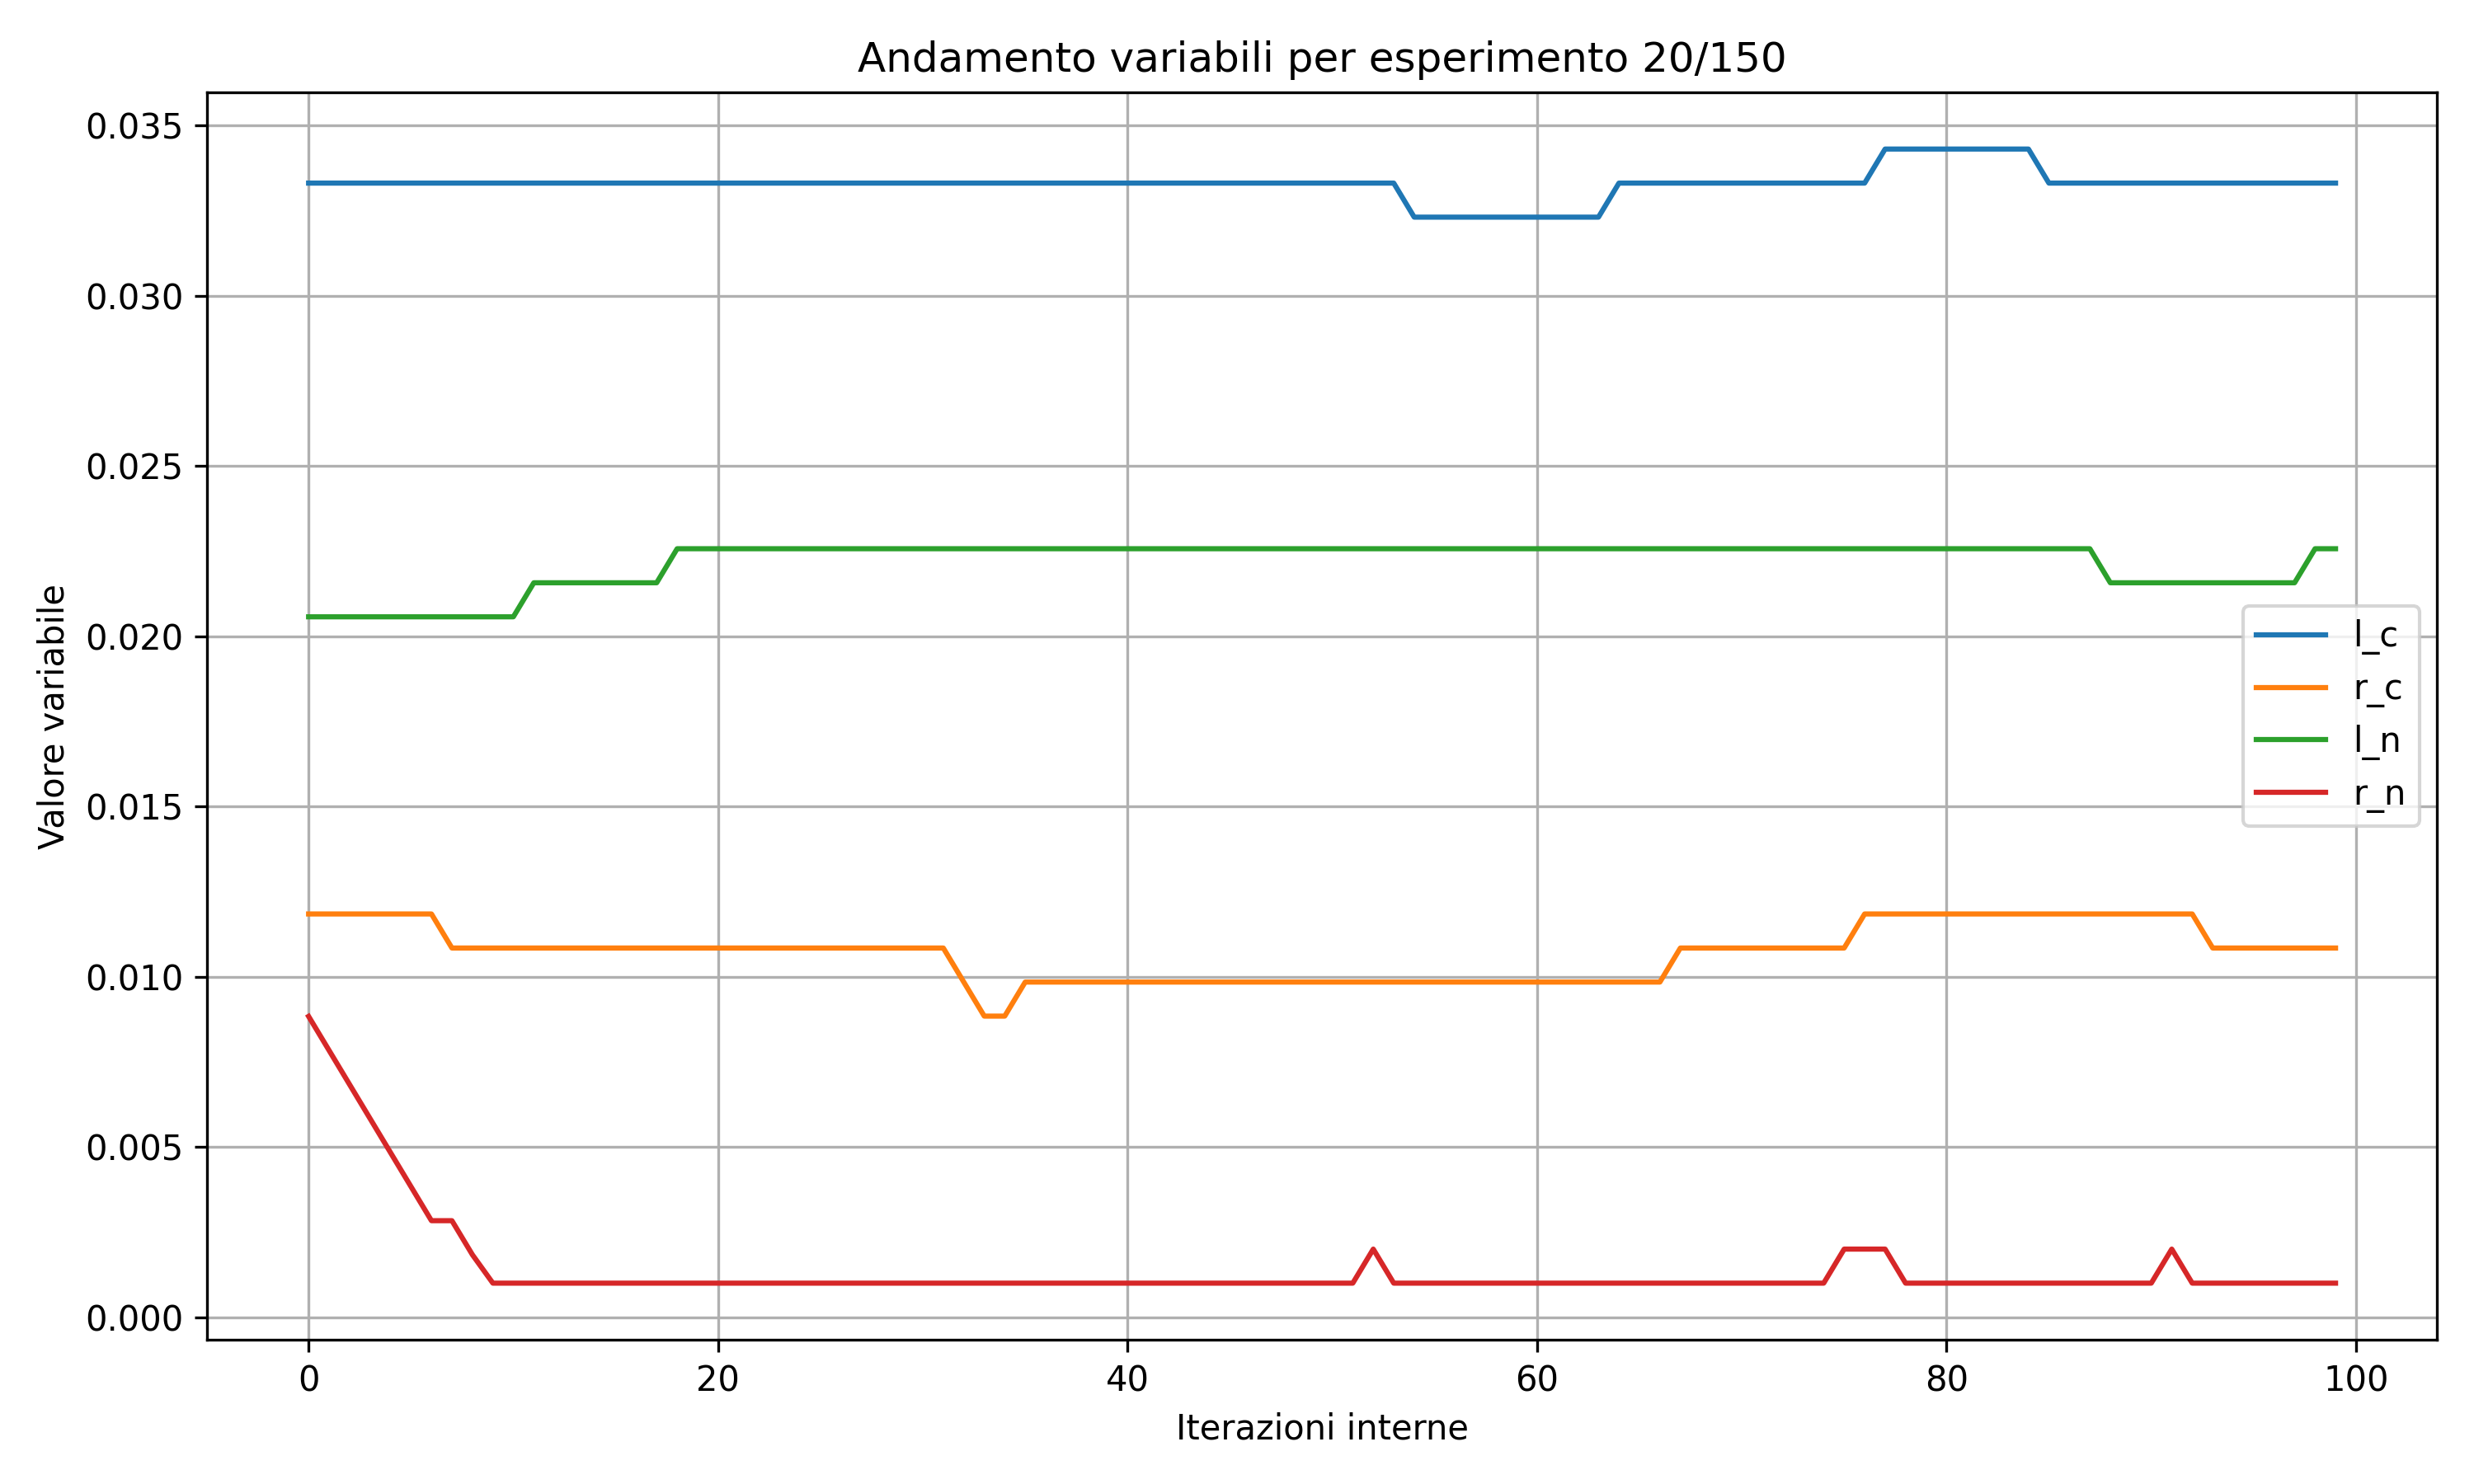 Andamento variabili per esperimento 20/150
Valore variabile
0.035
0.030
0.025
0.020
0.015
0.010
0.005
0.000
l_c
r_c
l_n
r_n
0 20 40 60 80 100
Iterazioni interne